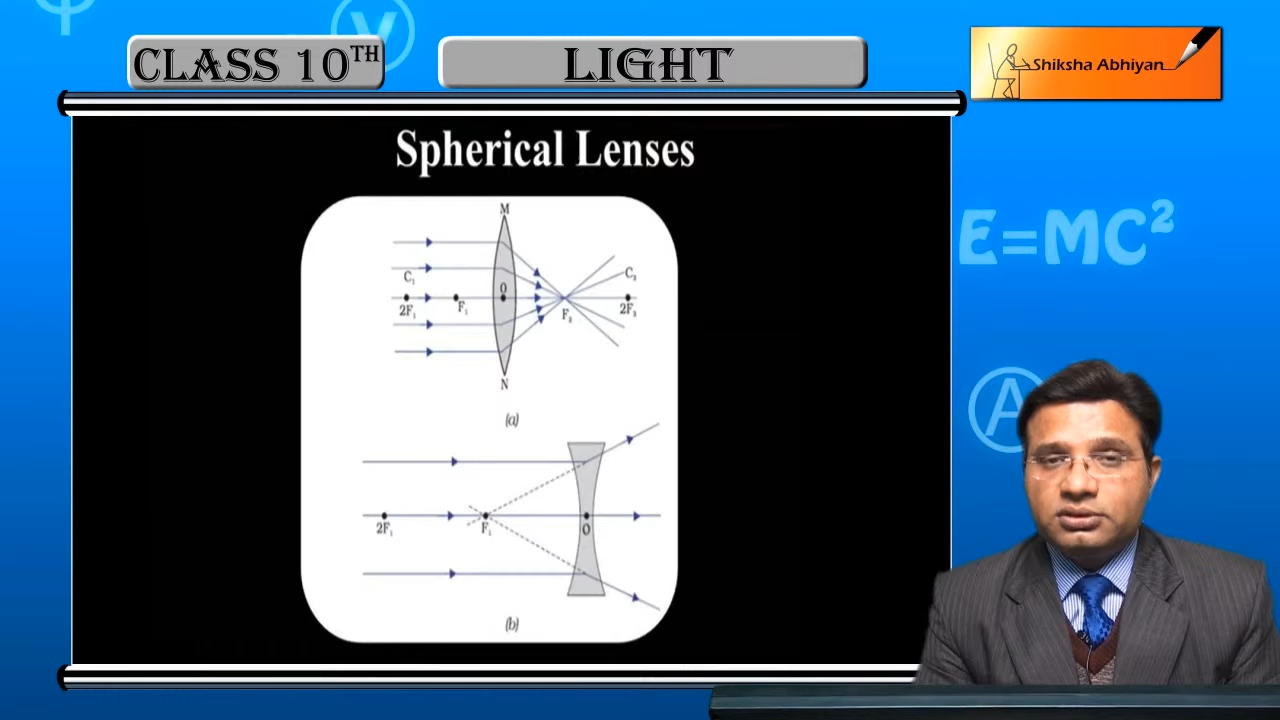 CLASS 10TH
LIGHT
Shiksha Abhiyan
Spherical Lenses
M
C₁
C₂
O
2F₁
F₁
F₂
2F₂
N
(a)
2F₁
F₁
O
(b)
E=MC²
A
V